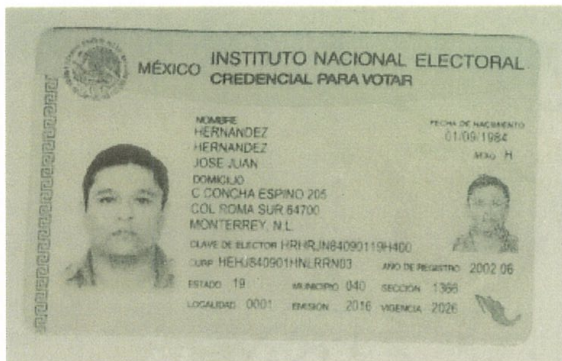 MÉXICO
INSTITUTO NACIONAL ELECTORAL
CREDENCIAL PARA VOTAR
NOMBRE
HERNANDEZ
HERNANDEZ
JOSE JUAN
FECHA DE NACIMIENTO
01/09/1984
SEXO H
DOMICILIO
C CONCHA ESPINO 205
COL ROMA SUR 64700
MONTERREY, N.L.
CLAVE DE ELECTOR HRHRJN84090119H400
CURP HEHJ840901HNLRRN03 AÑO DE REGISTRO 2002 06
ESTADO 19 MUNICIPIO 040 SECCIÓN 1366
LOCALIDAD 0001 EMISIÓN 2016 VIGENCIA 2026